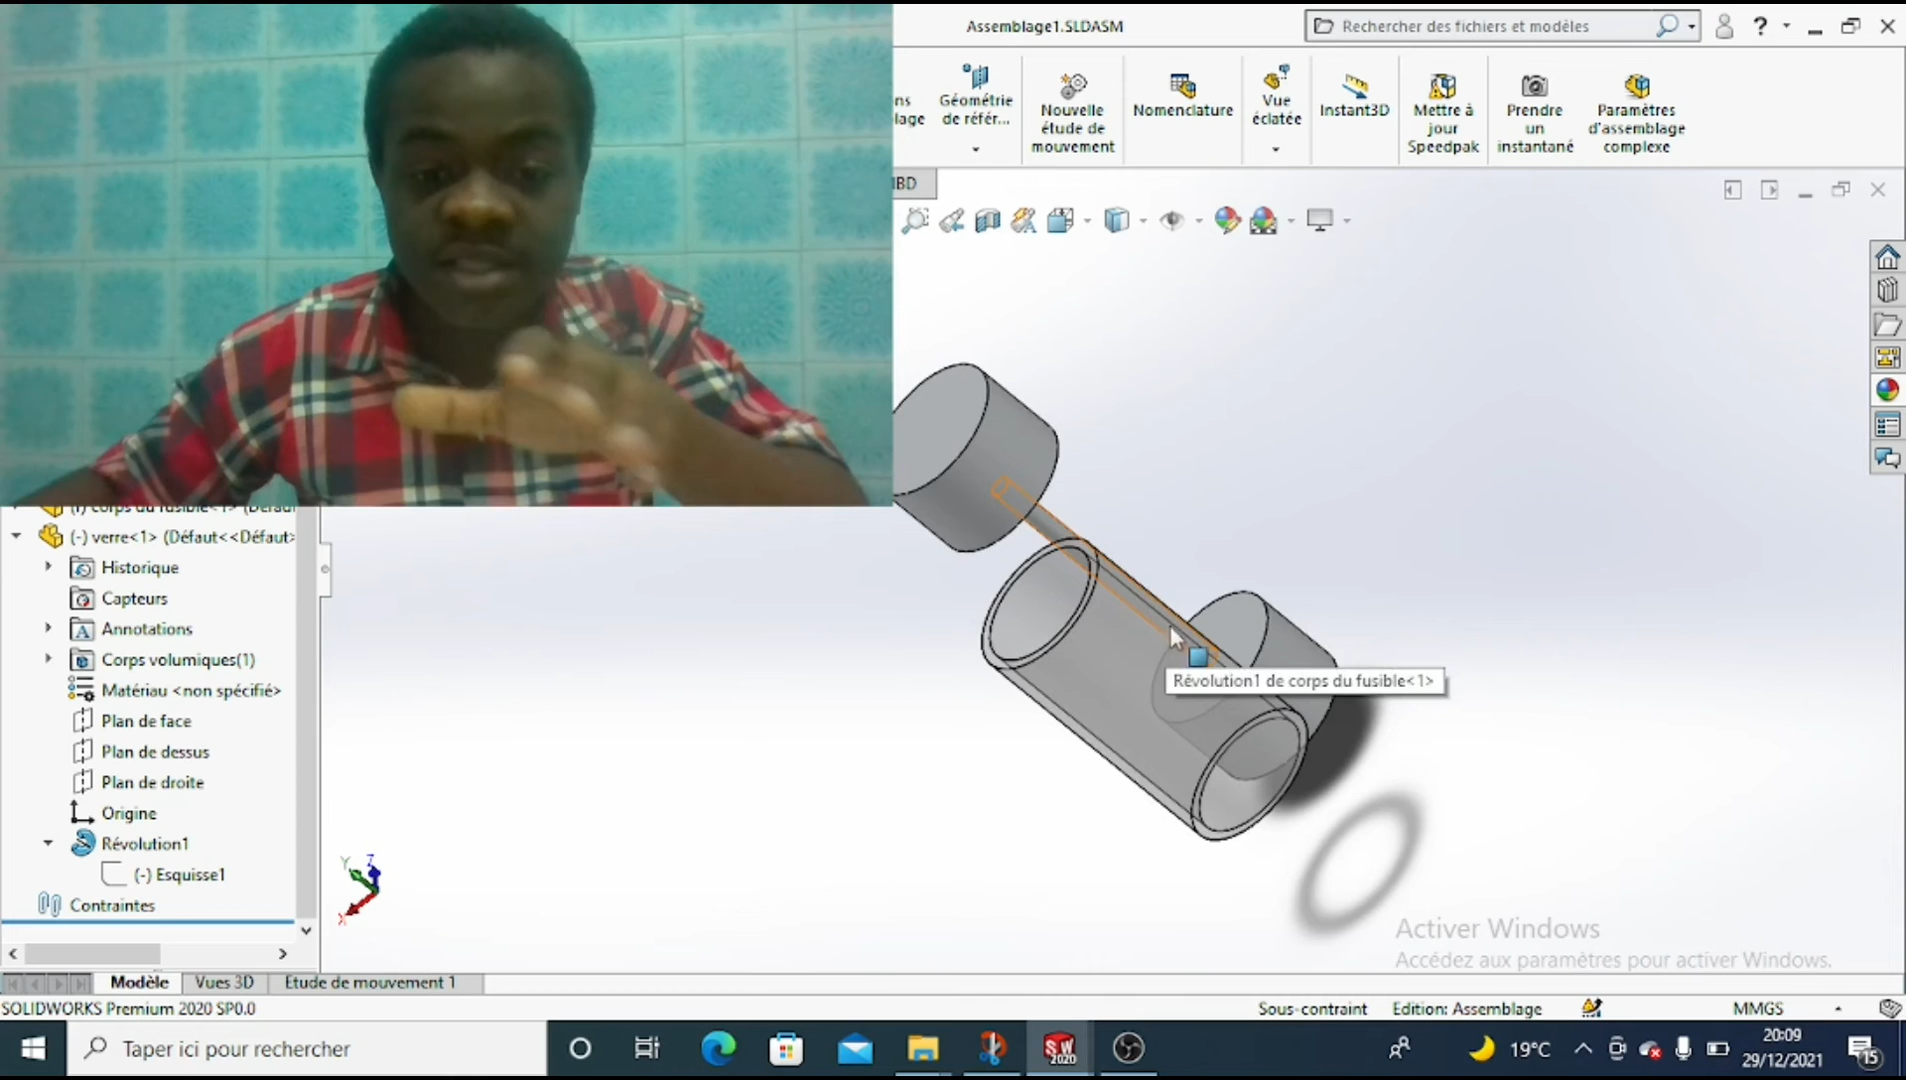 Assemblage1.SLDASM
Rechercher des fichiers et modèles
?
ns
lage
Géométrie
de référ...
Nouvelle
étude de
mouvement
Nomenclature
Vue
éclatée
Instant3D
Mettre à
jour
Speedpak
Prendre
un
instantané
Paramètres
d'assemblage
complexe
BD
(-) verre<1> (Défaut<<Défaut>
Historique
Capteurs
Annotations
Corps volumiques(1)
Matériau <non spécifié>
Plan de face
Plan de dessus
Plan de droite
Origine
Révolution1
(-) Esquisse1
Contraintes
Révolution1 de corps du fusible<1>
Y
Z
X
Activer Windows
Accédez aux paramètres pour activer Windows.
Modèle
Vues 3D
Etude de mouvement 1
SOLIDWORKS Premium 2020 SP0.0
Sous-contraint
Edition: Assemblage
MMGS
Taper ici pour rechercher
SW
2020
19°C
20:09
29/12/2021
15